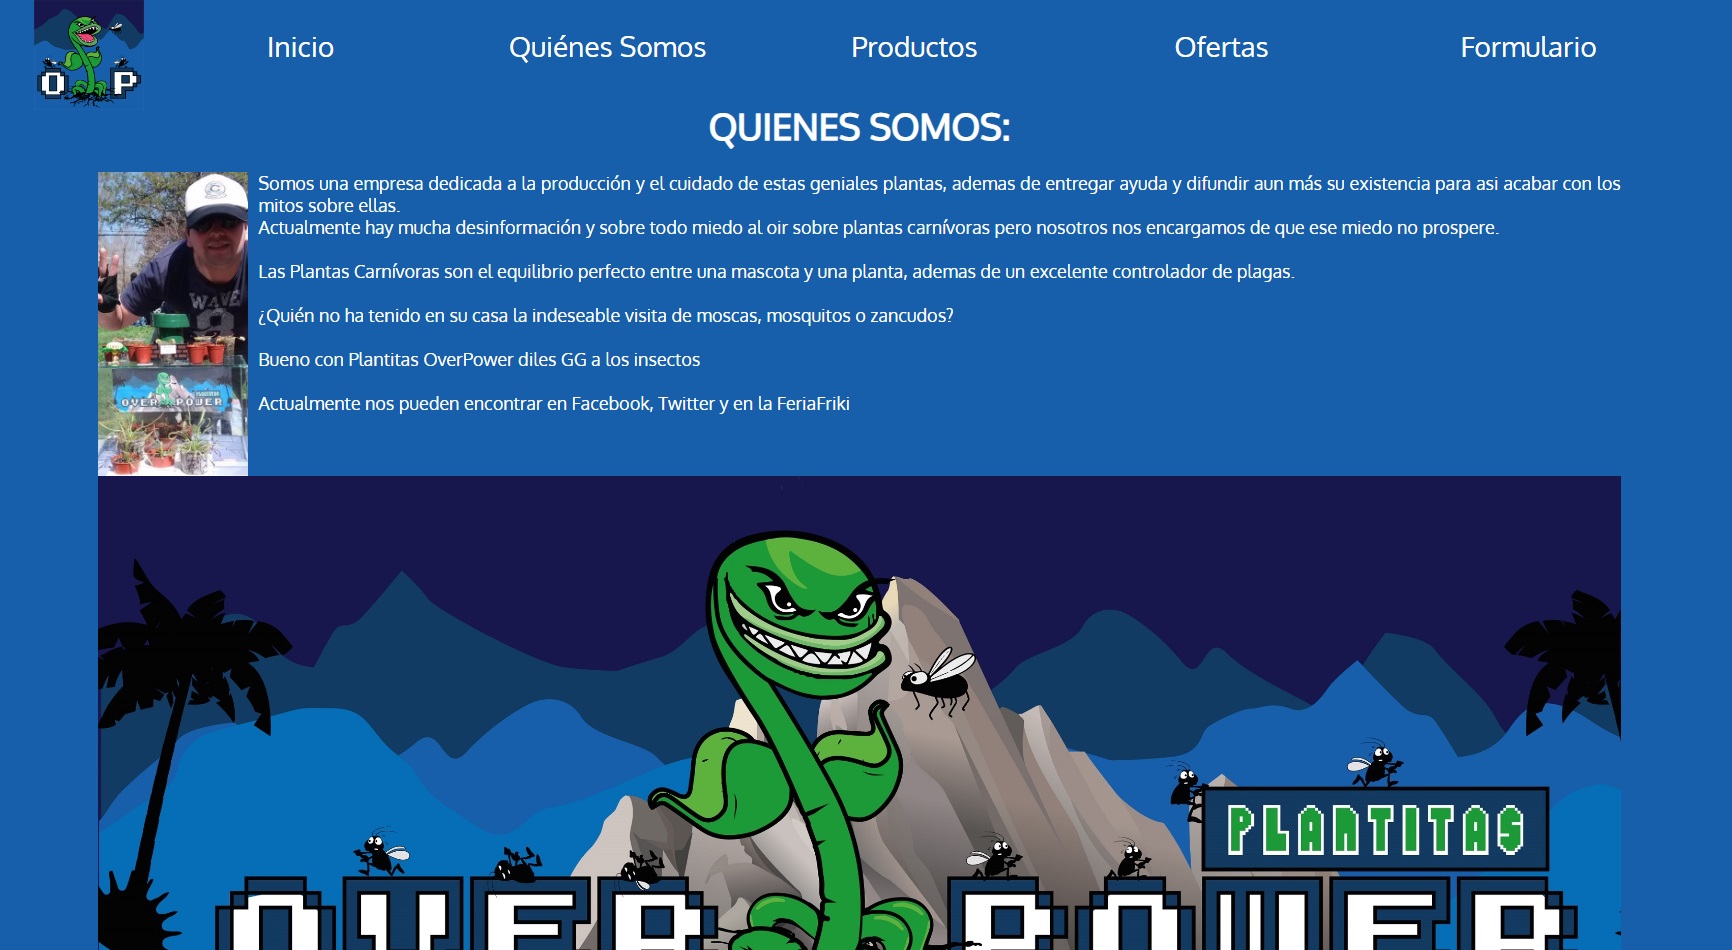 O P
Inicio
Quiénes Somos
Productos
Ofertas
Formulario
QUIENES SOMOS:
Somos una empresa dedicada a la producción y el cuidado de estas geniales plantas, ademas de entregar ayuda y difundir aun más su existencia para asi acabar con los
mitos sobre ellas.
Actualmente hay mucha desinformación y sobre todo miedo al oir sobre plantas carnívoras pero nosotros nos encargamos de que ese miedo no prospere.
Las Plantas Carnívoras son el equilibrio perfecto entre una mascota y una planta, ademas de un excelente controlador de plagas.
¿Quién no ha tenido en su casa la indeseable visita de moscas, mosquitos o zancudos?
Bueno con Plantitas OverPower diles GG a los insectos
Actualmente nos pueden encontrar en Facebook, Twitter y en la FeriaFriki
WAVE
PLANTITAS
OVER POWER
PLANTITAS
OVER POWER